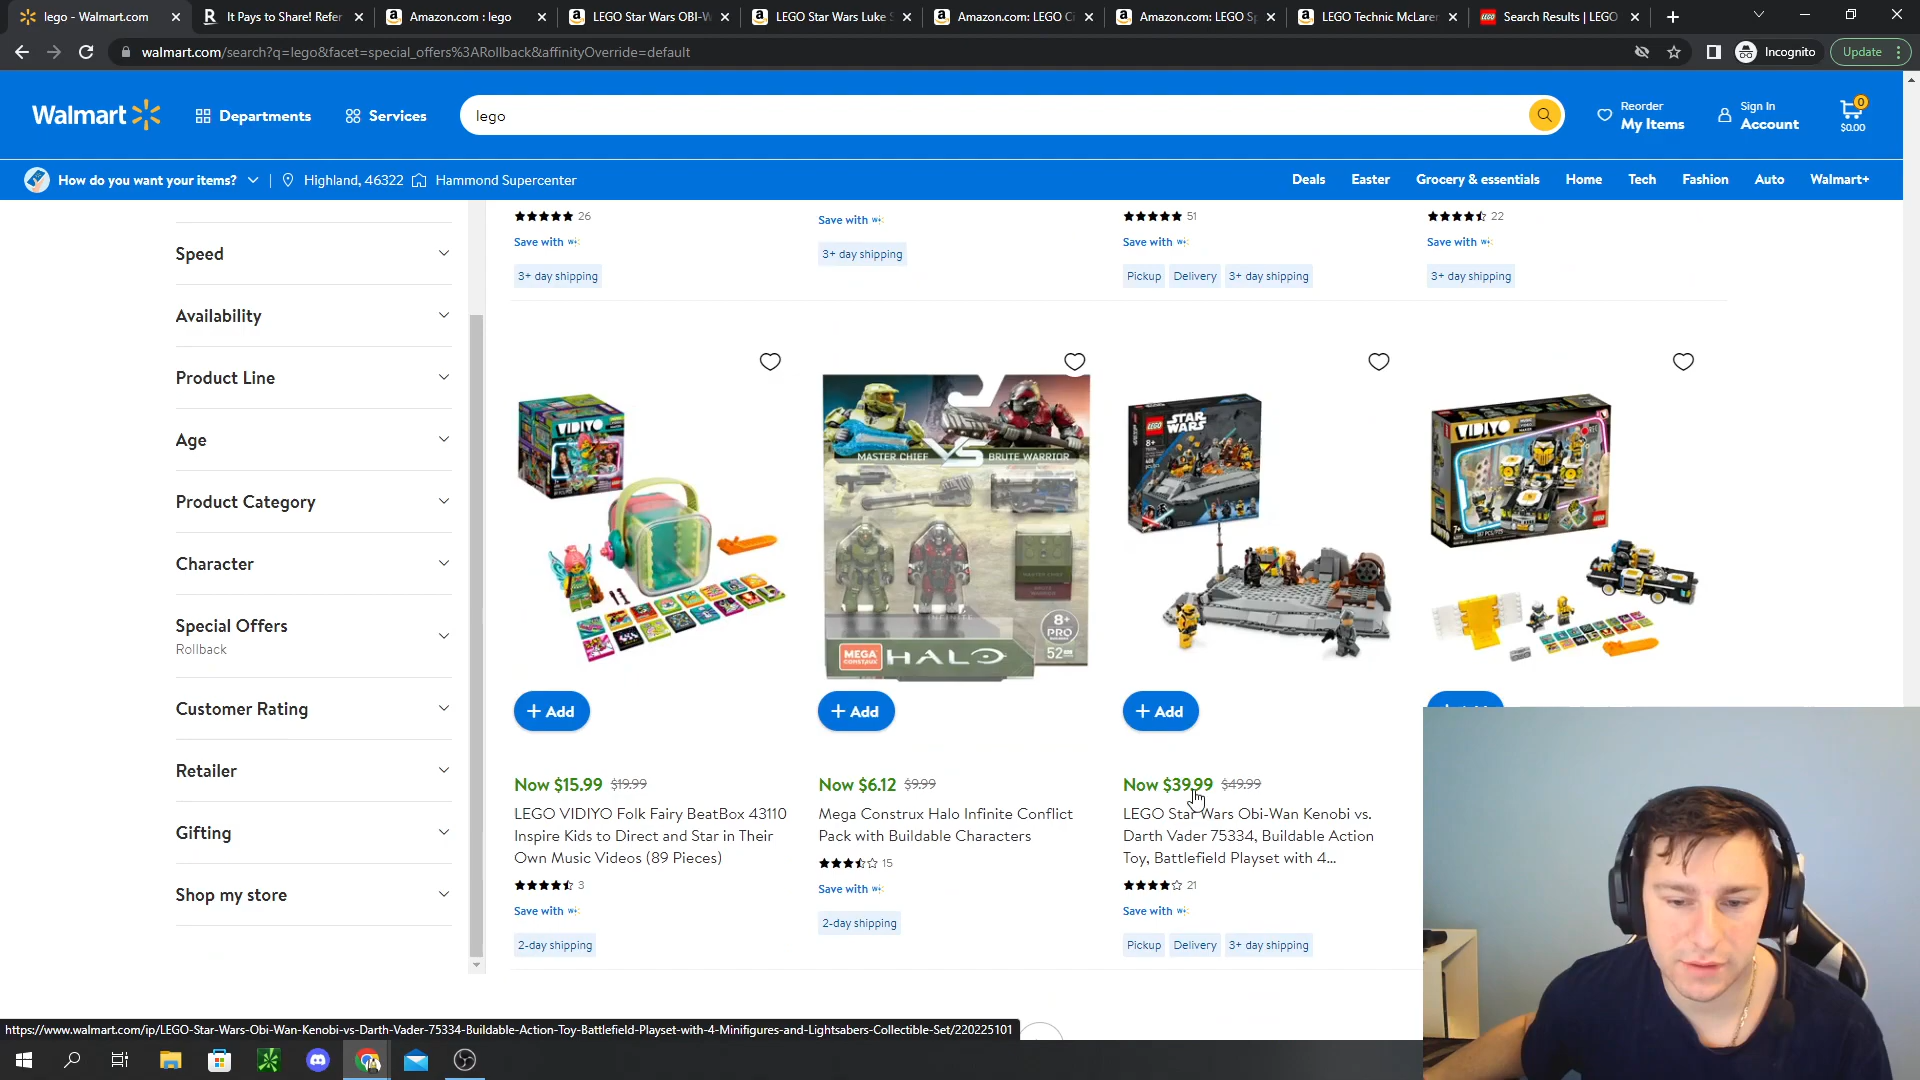 lego - Walmart.com
It Pays to Share! Refer
Amazon.com : lego
LEGO Star Wars OBI-W
LEGO Star Wars Luke S
Amazon.com: LEGO Ci
Amazon.com: LEGO Sp
LEGO Technic McLaren
Search Results | LEGO
walmart.com/search?q=lego&facet=special_offers%3ARollback&affinityOverride=default
Incognito
Update
Walmart
Departments
Services
lego
Reorder
My Items
Sign In
Account
0
$0.00
How do you want your items?
Highland, 46322
Hammond Supercenter
Deals
Easter
Grocery & essentials
Home
Tech
Fashion
Auto
Walmart+
Speed
Availability
Product Line
Age
Product Category
Character
Special Offers
Rollback
Customer Rating
Retailer
Gifting
Shop my store
26
Save with W+
3+ day shipping
Save with W+
3+ day shipping
51
Save with W+
Pickup Delivery 3+ day shipping
22
Save with W+
3+ day shipping
VIDIYO
MASTER CHIEF VS BRUTE WARRIOR
INFINITE
8+
PRO
52
MEGA
CONSTRUX
HALO
LEGO
STAR WARS
8+
VIDIYO
7+
+ Add
Now $15.99 $19.99
LEGO VIDIYO Folk Fairy BeatBox 43110
Inspire Kids to Direct and Star in Their
Own Music Videos (89 Pieces)
3
Save with W+
2-day shipping
+ Add
Now $6.12 $9.99
Mega Construx Halo Infinite Conflict
Pack with Buildable Characters
15
Save with W+
2-day shipping
+ Add
Now $39.99 $49.99
LEGO Star Wars Obi-Wan Kenobi vs.
Darth Vader 75334, Buildable Action
Toy, Battlefield Playset with 4...
21
Save with W+
Pickup Delivery 3+ day shipping
https://www.walmart.com/ip/LEGO-Star-Wars-Obi-Wan-Kenobi-vs-Darth-Vader-75334-Buildable-Action-Toy-Battlefield-Playset-with-4-Minifigures-and-Lightsabers-Collectible-Set/220225101